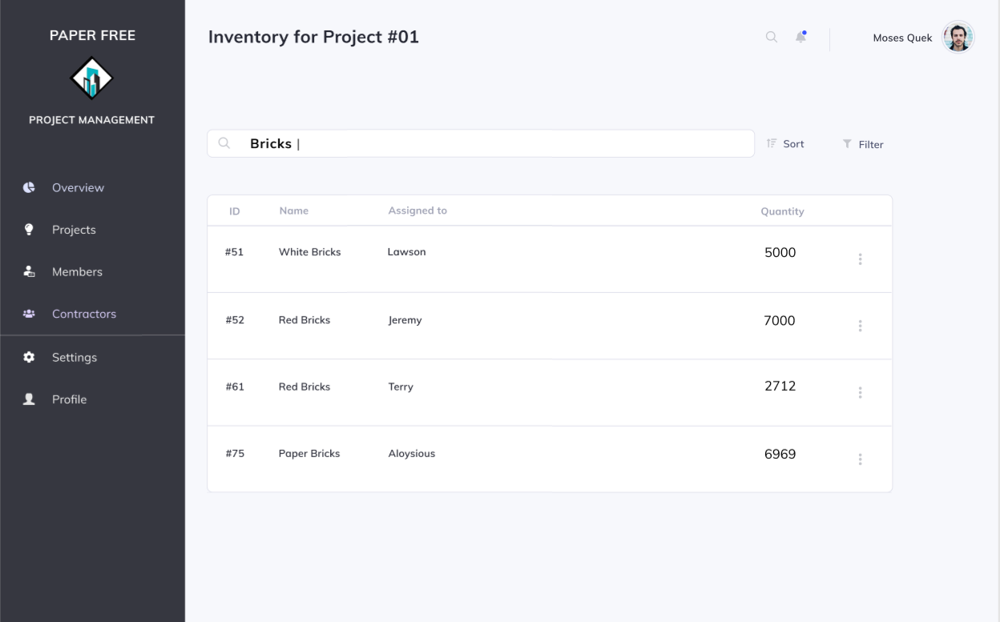 PAPER FREE
PROJECT MANAGEMENT
Overview
Projects
Members
Contractors
Settings
Profile
Inventory for Project #01
Moses Quek
Bricks |
Sort
Filter
ID Name Assigned to Quantity
#51 White Bricks Lawson 5000
#52 Red Bricks Jeremy 7000
#61 Red Bricks Terry 2712
#75 Paper Bricks Aloysious 6969